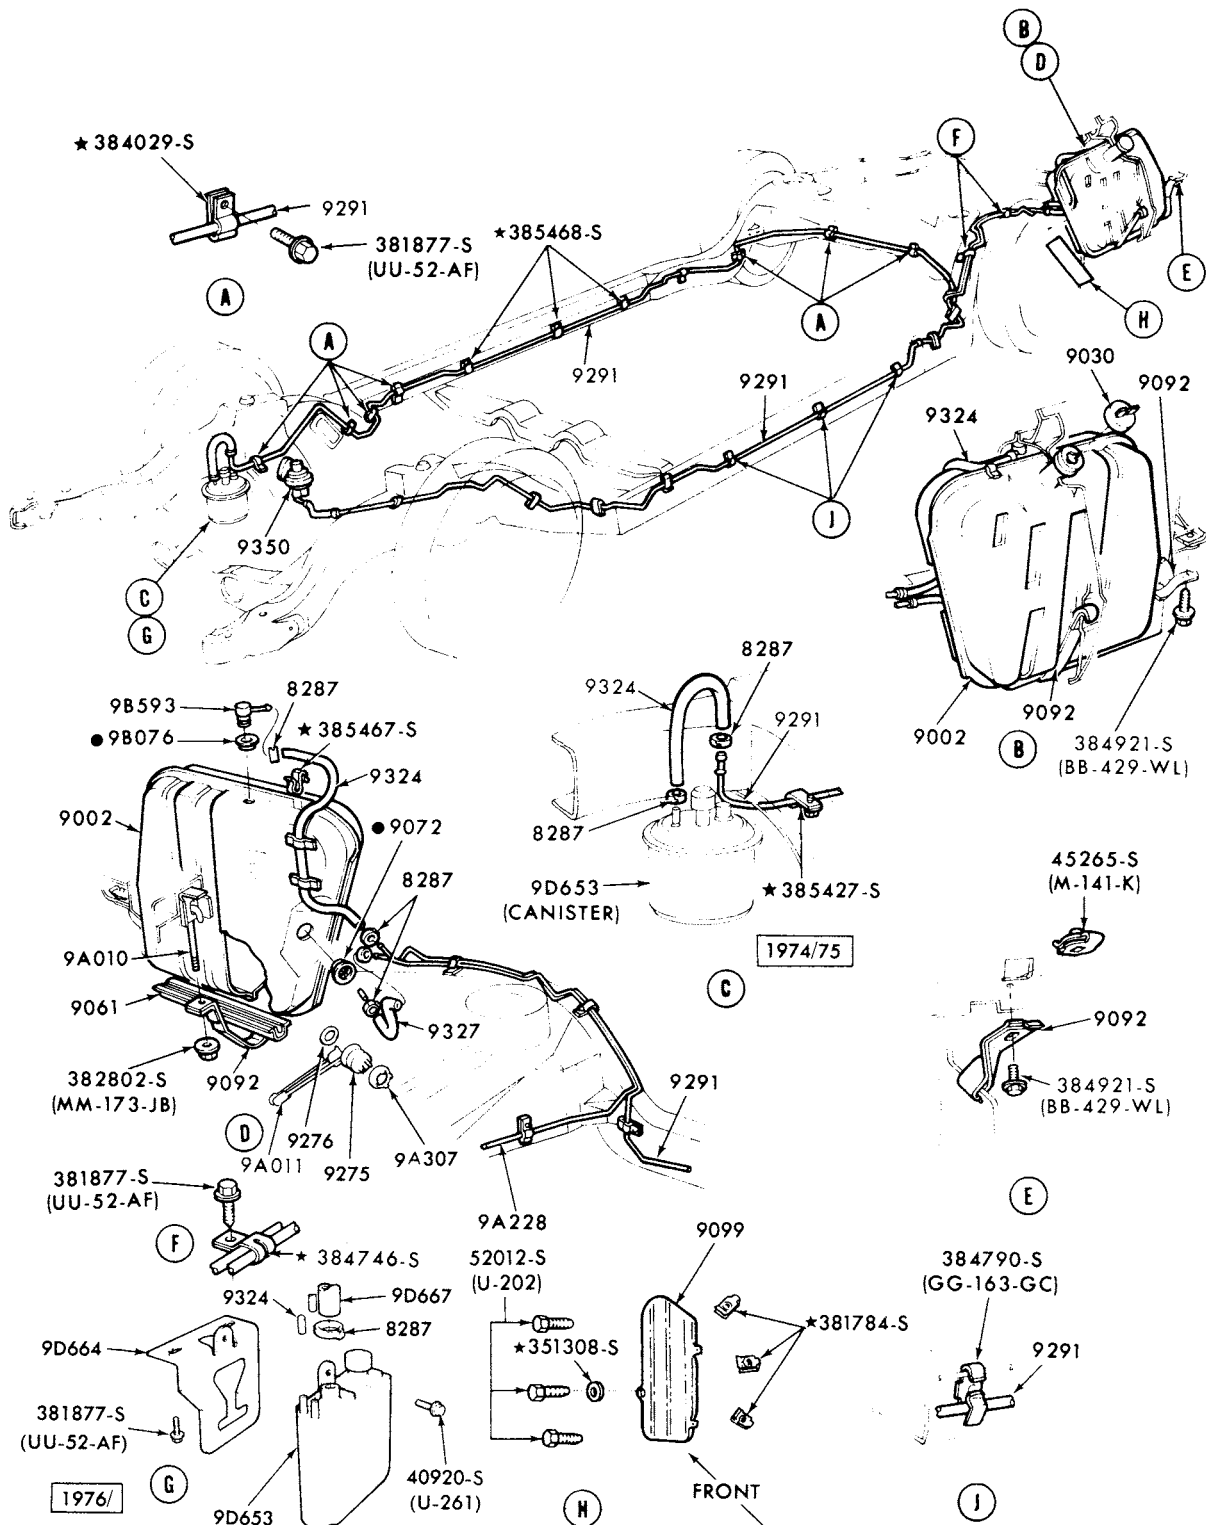 B
D
★384029-S
F
9291
★385468-S
381877-S
(UU-52-AF)
E
A
H
A
A
9030
9291
9291
9092
9324
J
9350
C
G
8287
9324
8287
9B593
9291
●9B076
★385467-S
9092
9002
384921-S
(BB-429-WL)
B
9324
9002
●9072
8287
8287
45265-S
(M-141-K)
9D653
(CANISTER)
★385427-S
9A010
1974/75
C
9061
9327
9092
382802-S
(MM-173-JB)
9092
384921-S
(BB-429-WL)
9291
D
9276
9A011
9275
9A307
E
381877-S
(UU-52-AF)
9A228
9099
F
★384746-S
52012-S
(U-202)
384790-S
(GG-163-GC)
9324
9D667
8287
★381784-S
9D664
★351308-S
9291
381877-S
(UU-52-AF)
G
40920-S
(U-261)
FRONT
1976/
9D653
H
J